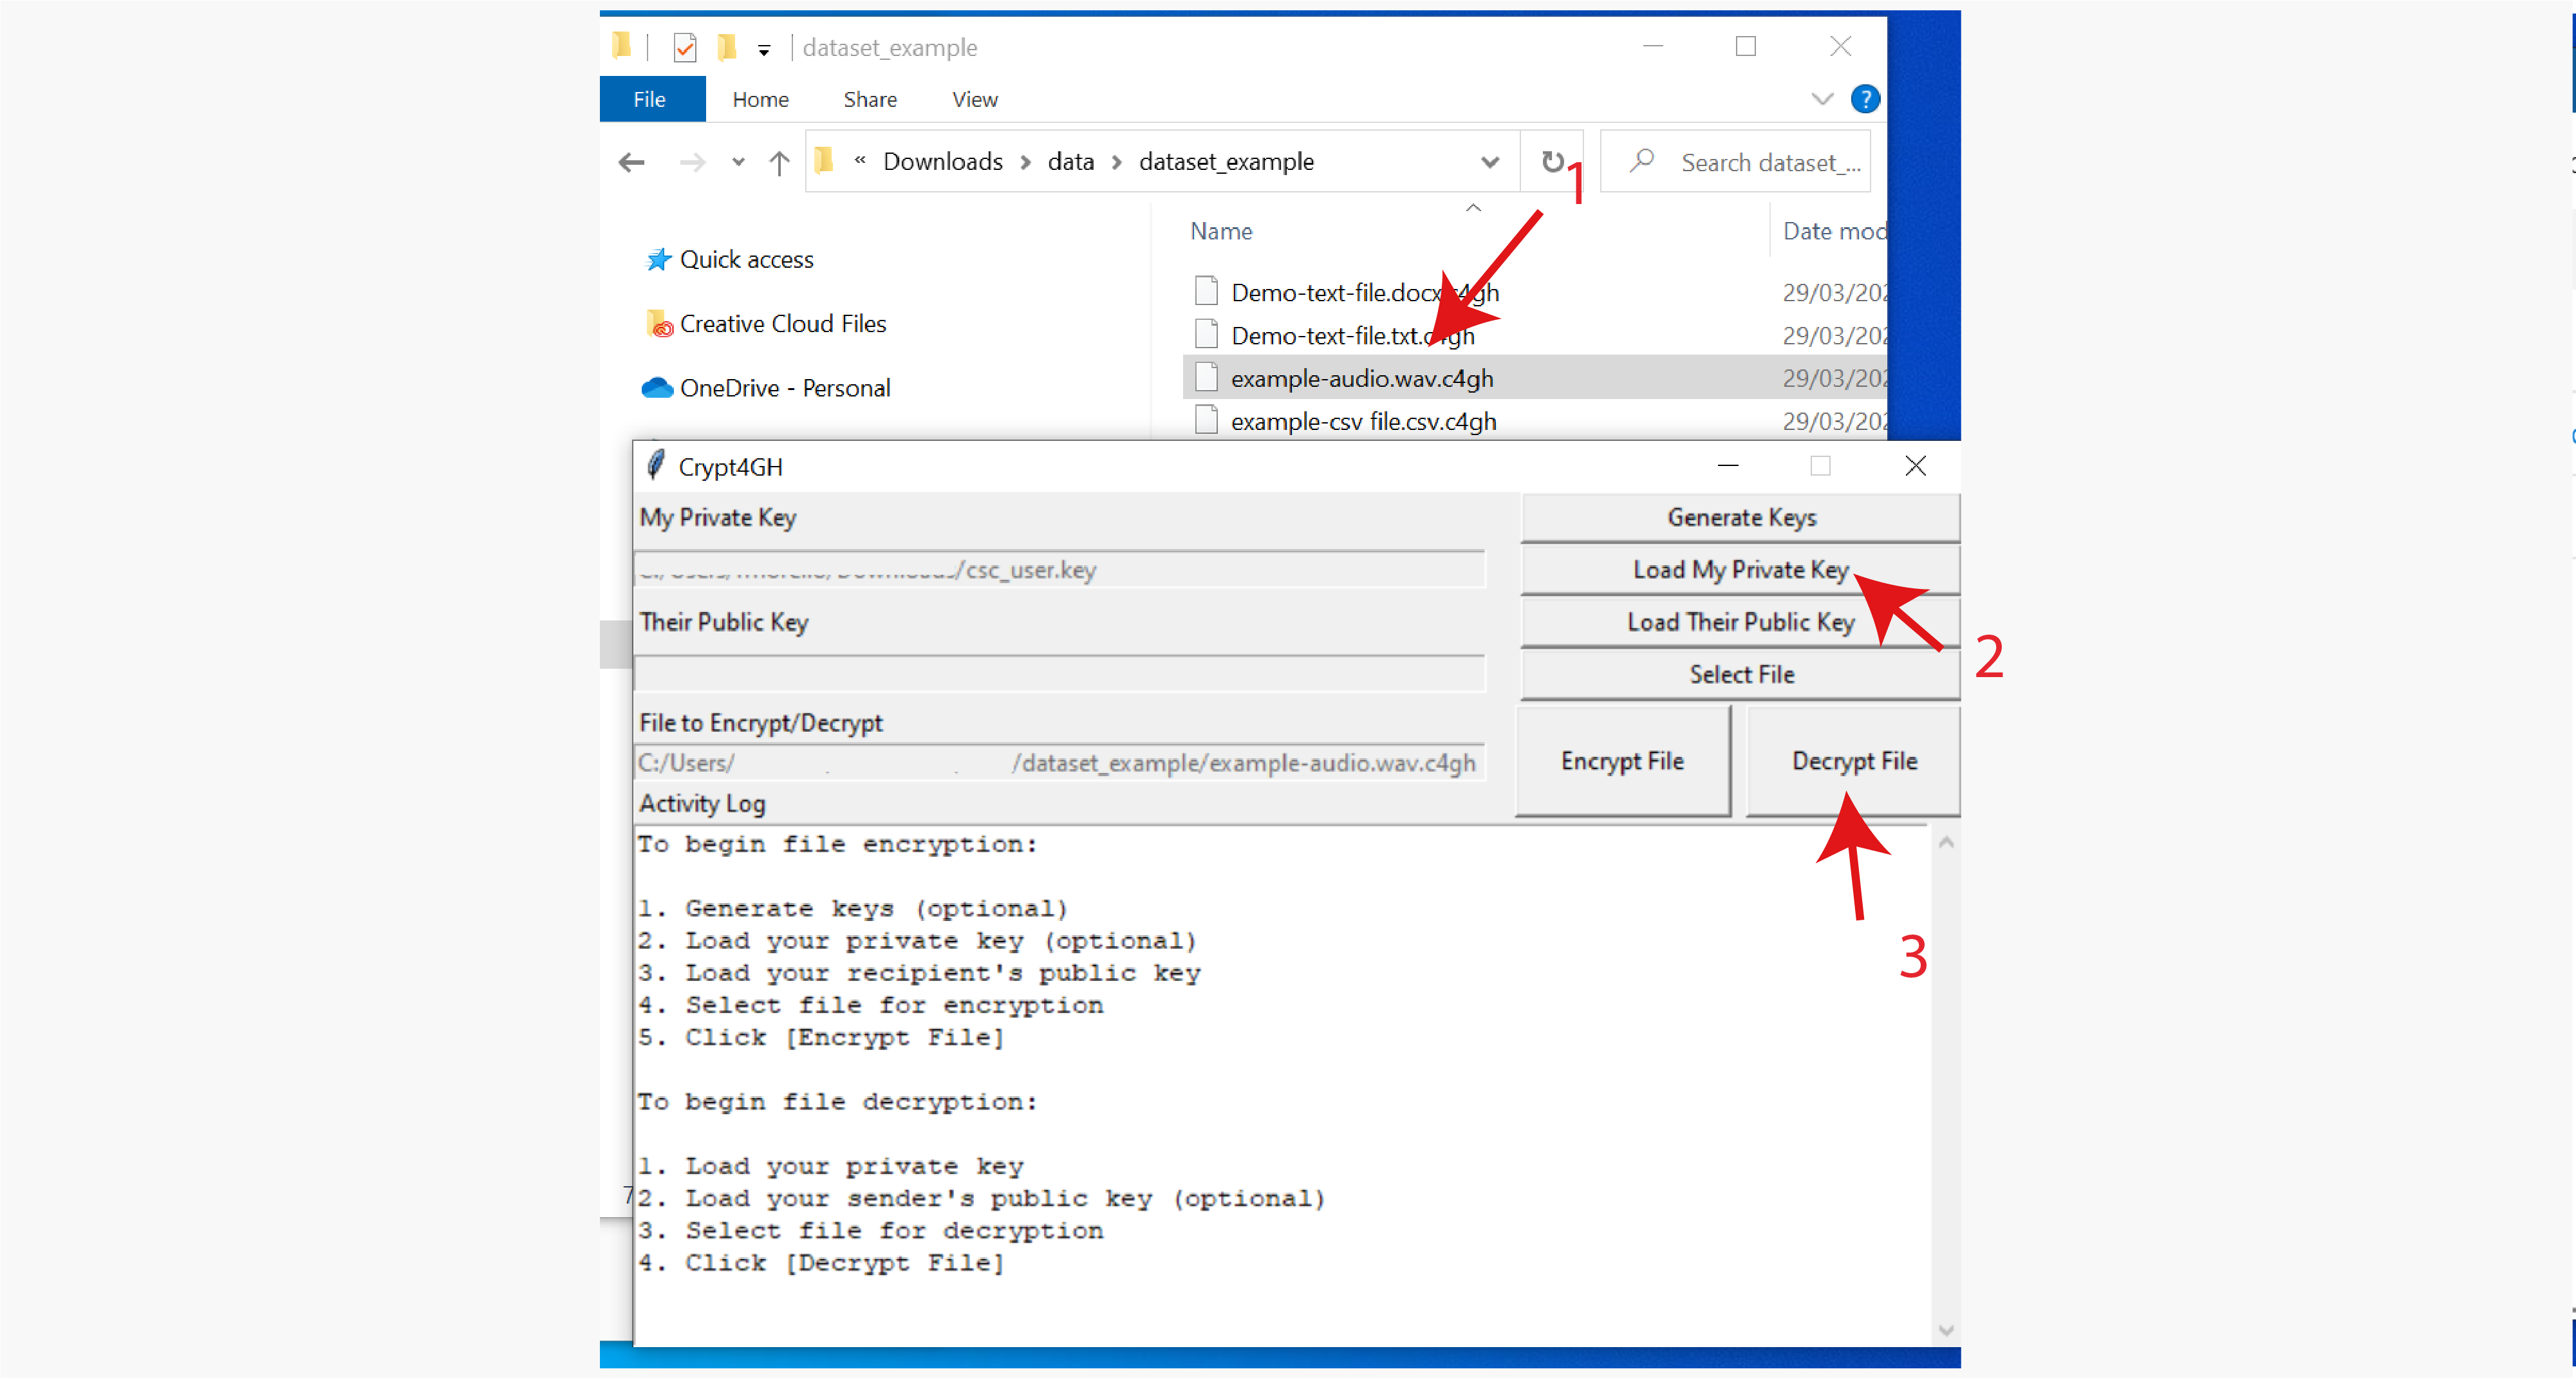 dataset_example
File Home Share View
« Downloads > data > dataset_example
Search dataset_...
1
Name Date mod
Quick access
Creative Cloud Files
OneDrive - Personal
Demo-text-file.docx.c4gh 29/03/202
Demo-text-file.txt.c4gh 29/03/202
example-audio.wav.c4gh 29/03/202
example-csv file.csv.c4gh 29/03/202
Crypt4GH
My Private Key
Generate Keys
/csc_user.key
Load My Private Key
Their Public Key
Load Their Public Key
2
Select File
File to Encrypt/Decrypt
C:/Users/ /dataset_example/example-audio.wav.c4gh
Encrypt File
Decrypt File
Activity Log
3
To begin file encryption:
1. Generate keys (optional)
2. Load your private key (optional)
3. Load your recipient's public key
4. Select file for encryption
5. Click [Encrypt File]
To begin file decryption:
1. Load your private key
2. Load your sender's public key (optional)
3. Select file for decryption
4. Click [Decrypt File]